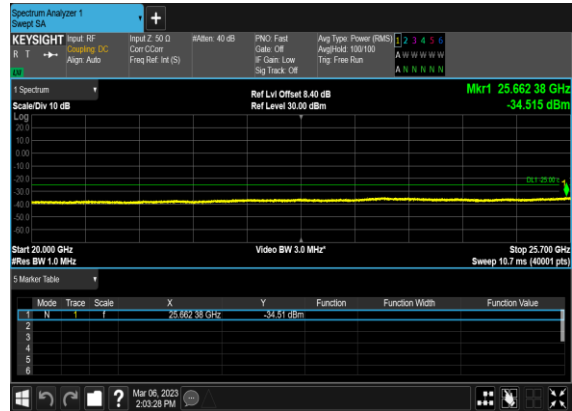 Spectrum Analyzer 1
Swept SA
+
KEYSIGHT Input: RF Input Z: 50 Ω #Atten: 40 dB PNO: Fast Avg Type: Power (RMS) 1 2 3 4 5 6
R T Coupling: DC Corr CCorr Gate: Off Avg|Hold: 100/100 A W W W W W
Align: Auto Freq Ref: Int (S) IF Gain: Low Trig: Free Run
Sig Track: Off A N N N N N
1 Spectrum Ref Lvl Offset 8.40 dB Mkr1 25.662 38 GHz
Scale/Div 10 dB Ref Level 30.00 dBm -34.515 dBm
Log
20.0
10.0
0.00
-10.0
-20.0
DL1 -25.00
-30.0
-40.0
-50.0
-60.0
Start 20.000 GHz Video BW 3.0 MHz* Stop 25.700 GHz
#Res BW 1.0 MHz Sweep 10.7 ms (40001 pts)
5 Marker Table
Mode Trace Scale X Y Function Function Width Function Value
1 N 1 f 25.662 38 GHz -34.51 dBm
2
3
4
5
6
? Mar 06, 2023
2:03:28 PM